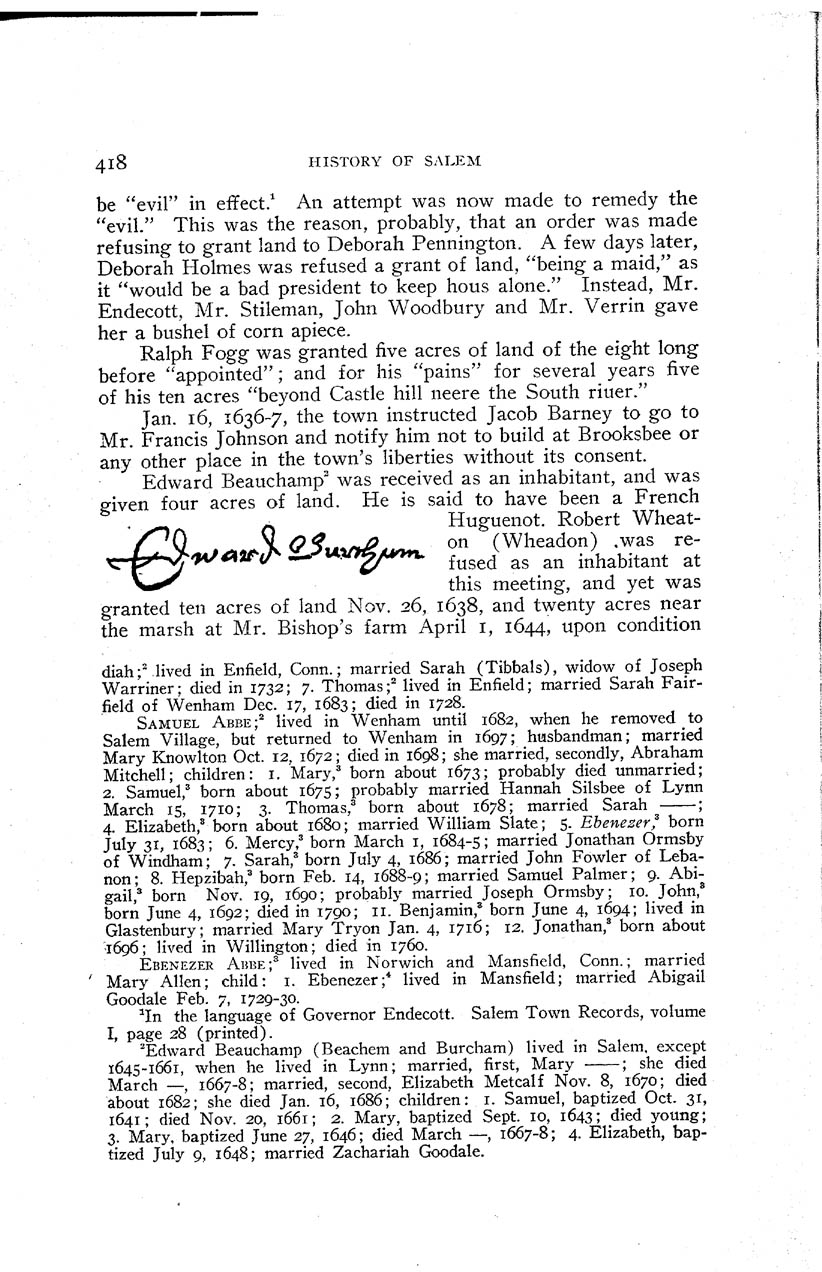 418 HISTORY OF SALEM
be “evil” in effect.¹ An attempt was now made to remedy the
“evil.” This was the reason, probably, that an order was made
refusing to grant land to Deborah Pennington. A few days later,
Deborah Holmes was refused a grant of land, “being a maid,” as
it “would be a bad president to keep hous alone.” Instead, Mr.
Endecott, Mr. Stileman, John Woodbury and Mr. Verrin gave
her a bushel of corn apiece.
Ralph Fogg was granted five acres of land of the eight long
before “appointed”; and for his “pains” for several years five
of his ten acres “beyond Castle hill neere the South riuer.”
Jan. 16, 1636-7, the town instructed Jacob Barney to go to
Mr. Francis Johnson and notify him not to build at Brooksbee or
any other place in the town’s liberties without its consent.
Edward Beauchamp² was received as an inhabitant, and was
given four acres of land. He is said to have been a French
Huguenot. Robert Wheat-
on (Wheadon) .was re-
fused as an inhabitant at
this meeting, and yet was
Edward Burcham
granted ten acres of land Nov. 26, 1638, and twenty acres near
the marsh at Mr. Bishop’s farm April 1, 1644, upon condition
diah;² lived in Enfield, Conn.; married Sarah (Tibbals), widow of Joseph
Warriner; died in 1732; 7. Thomas;² lived in Enfield; married Sarah Fair-
field of Wenham Dec. 17, 1683; died in 1728.
SAMUEL ABBE;² lived in Wenham until 1682, when he removed to
Salem Village, but returned to Wenham in 1697; husbandman; married
Mary Knowlton Oct. 12, 1672; died in 1698; she married, secondly, Abraham
Mitchell; children: 1. Mary,³ born about 1673; probably died unmarried;
2. Samuel,³ born about 1675; probably married Hannah Silsbee of Lynn
March 15, 1710; 3. Thomas,³ born about 1678; married Sarah ——;
4. Elizabeth,³ born about 1680; married William Slate; 5. Ebenezer,³ born
July 31, 1683; 6. Mercy,³ born March 1, 1684-5; married Jonathan Ormsby
of Windham; 7. Sarah,³ born July 4, 1686; married John Fowler of Leba-
non; 8. Hepzibah,³ born Feb. 14, 1688-9; married Samuel Palmer; 9. Abi-
gail,³ born Nov. 19, 1690; probably married Joseph Ormsby; 10. John,³
born June 4, 1692; died in 1790; 11. Benjamin,³ born June 4, 1694; lived in
Glastenbury; married Mary Tryon Jan. 4, 1716; 12. Jonathan,³ born about
1696; lived in Willington; died in 1760.
EBENEZER ABBE;³ lived in Norwich and Mansfield, Conn.; married
Mary Allen; child: 1. Ebenezer;⁴ lived in Mansfield; married Abigail
Goodale Feb. 7, 1729-30.
¹In the language of Governor Endecott. Salem Town Records, volume
I, page 28 (printed).
²Edward Beauchamp (Beachem and Burcham) lived in Salem, except
1645-1661, when he lived in Lynn; married, first, Mary ——; she died
March —, 1667-8; married, second, Elizabeth Metcalf Nov. 8, 1670; died
about 1682; she died Jan. 16, 1686; children: 1. Samuel, baptized Oct. 31,
1641; died Nov. 20, 1661; 2. Mary, baptized Sept. 10, 1643; died young;
3. Mary, baptized June 27, 1646; died March —, 1667-8; 4. Elizabeth, bap-
tized July 9, 1648; married Zachariah Goodale.